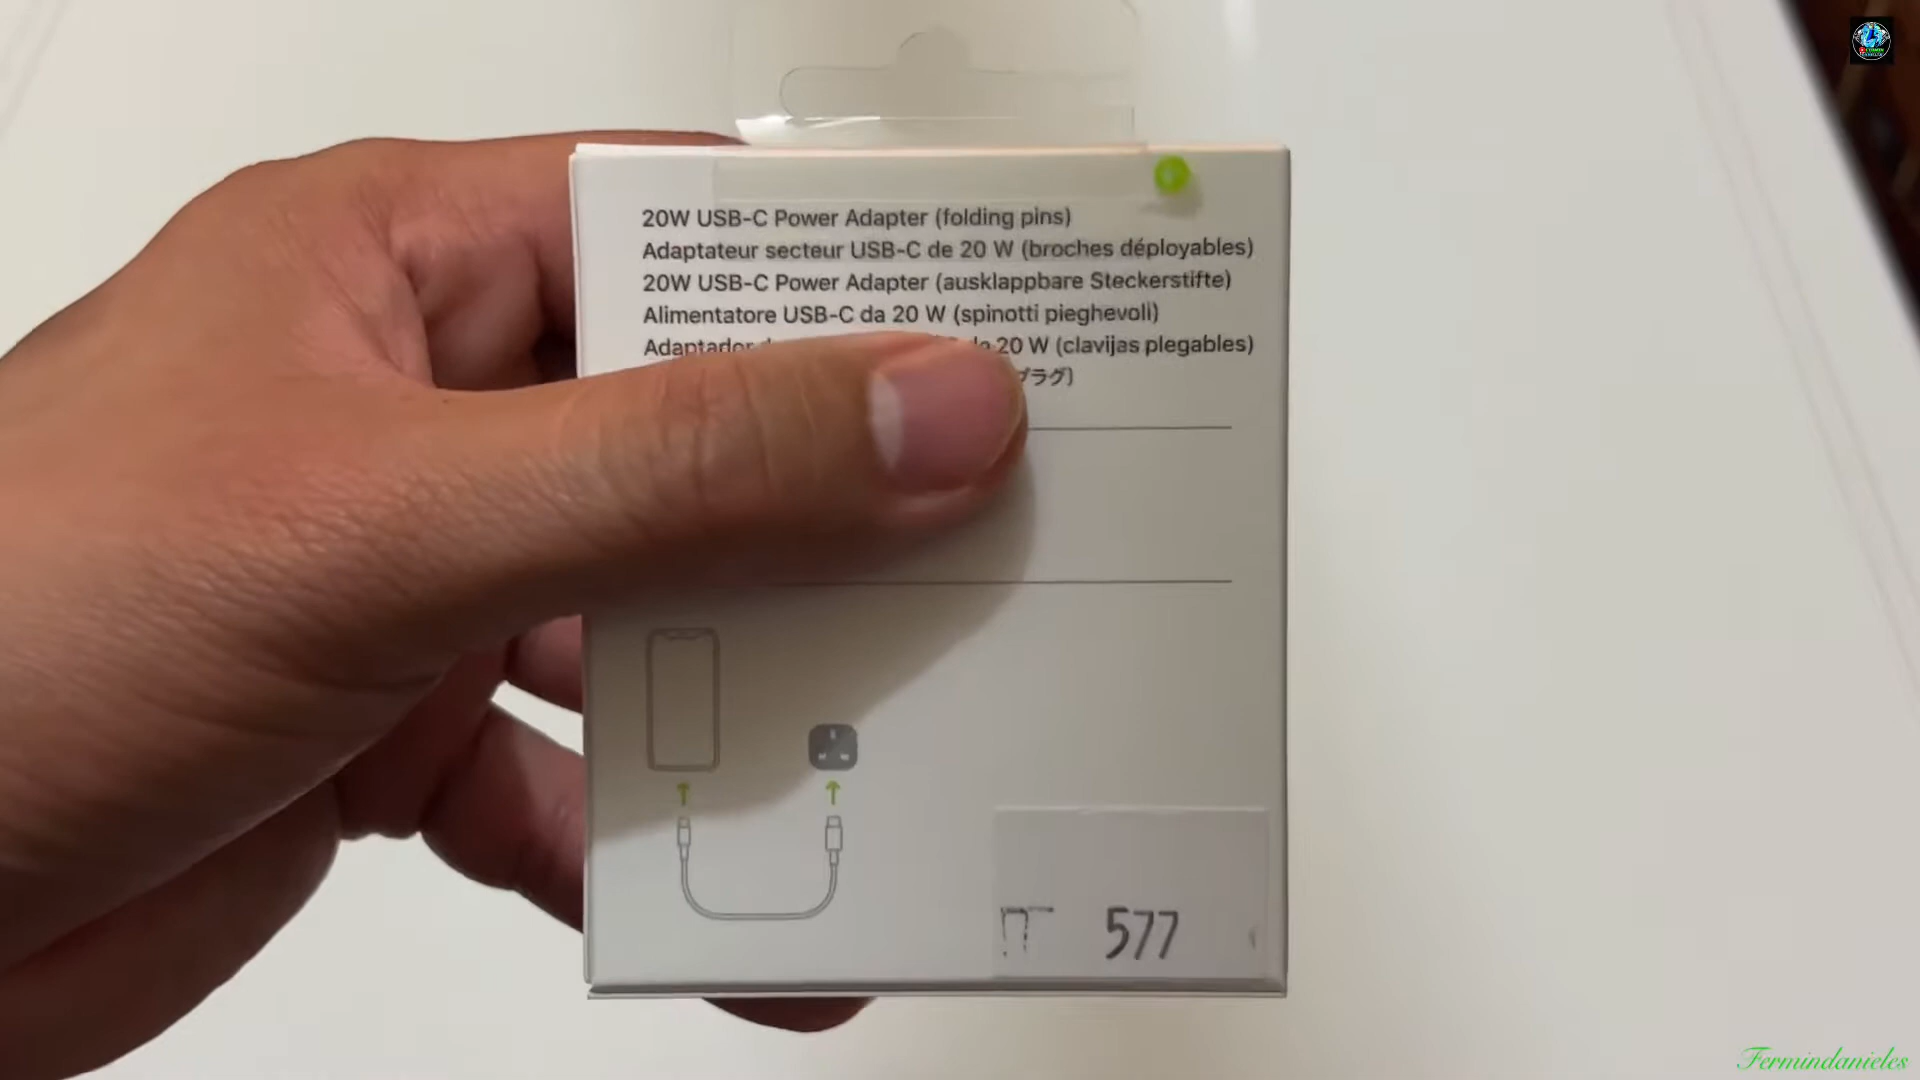 20W USB-C Power Adapter (folding pins)
Adaptateur secteur USB-C de 20 W (broches déployables)
20W USB-C Power Adapter (ausklappbare Steckerstifte)
Alimentatore USB-C da 20 W (spinotti pieghevoli)
Adaptador 20 W (clavijas plegables)
プラグ)
577
Fermindanieles